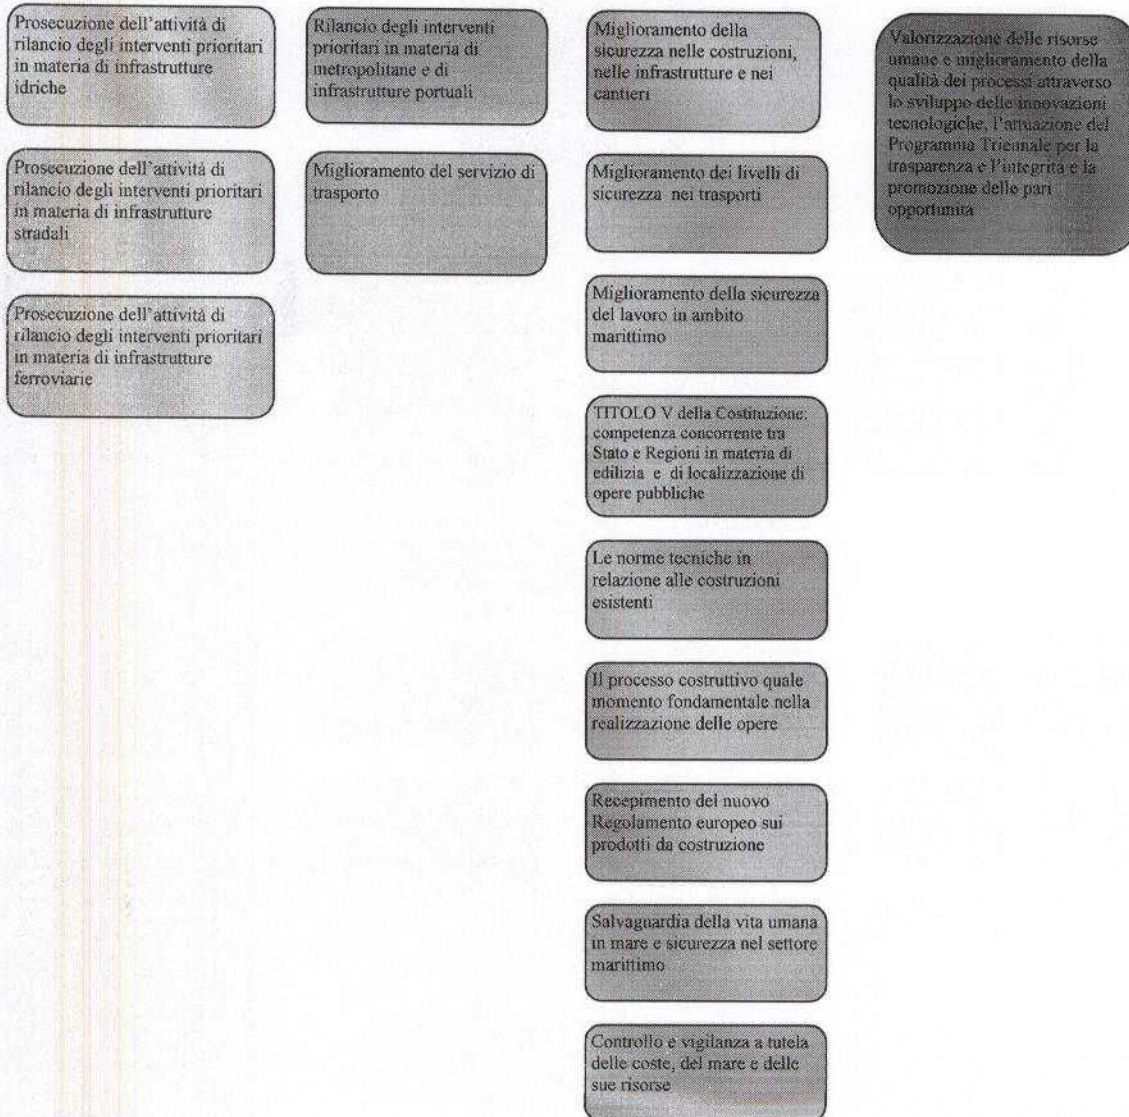 Prosecuzione dell'attività di
rilancio degli interventi prioritari
in materia di infrastrutture
idriche
Prosecuzione dell'attività di
rilancio degli interventi prioritari
in materia di infrastrutture
stradali
Prosecuzione dell'attività di
rilancio degli interventi prioritari
in materia di infrastrutture
ferroviarie
Rilancio degli interventi
prioritari in materia di
metropolitane e di
infrastrutture portuali
Miglioramento del servizio di
trasporto
Miglioramento della
sicurezza nelle costruzioni,
nelle infrastrutture e nei
cantieri
Miglioramento dei livelli di
sicurezza nei trasporti
Miglioramento della sicurezza
del lavoro in ambito
marittimo
TITOLO V della Costituzione:
competenza concorrente tra
Stato e Regioni in materia di
edilizia e di localizzazione di
opere pubbliche
Le norme tecniche in
relazione alle costruzioni
esistenti
Il processo costruttivo quale
momento fondamentale nella
realizzazione delle opere
Recepimento del nuovo
Regolamento europeo sui
prodotti da costruzione
Salvaguardia della vita umana
in mare e sicurezza nel settore
marittimo
Controllo e vigilanza a tutela
delle coste, del mare e delle
sue risorse
Valorizzazione delle risorse
umane e miglioramento della
qualità dei processi attraverso
lo sviluppo delle innovazioni
tecnologiche, l'attuazione del
Programma Triennale per la
trasparenza e l'integrità e la
promozione delle pari
opportunita